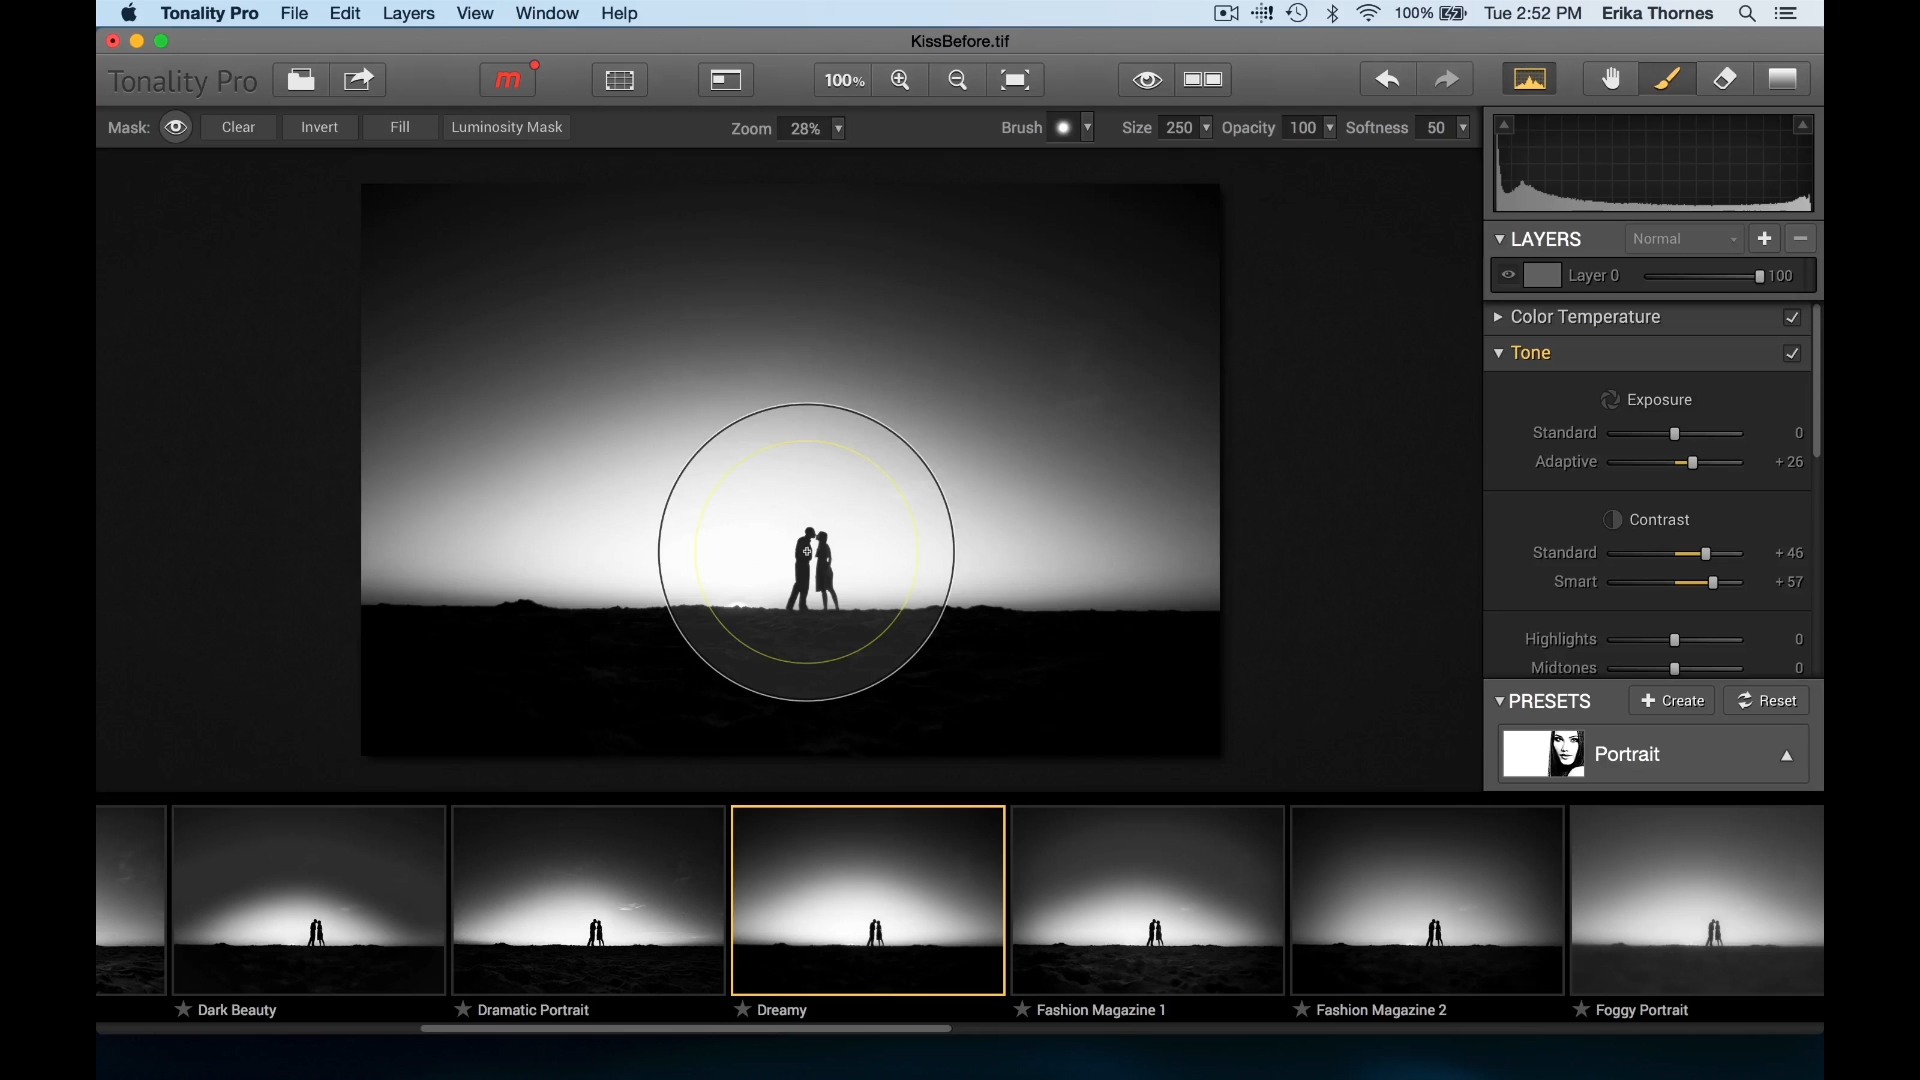 Tonality Pro File Edit Layers View Window Help 100% Tue 2:52 PM Erika Thornes
KissBefore.tif
Tonality Pro m 100%
Mask: Clear Invert Fill Luminosity Mask Zoom 28% Brush Size 250 Opacity 100 Softness 50
LAYERS Normal
Layer 0 100
Color Temperature
Tone
Exposure
Standard 0
Adaptive + 26
Contrast
Standard + 46
Smart + 57
Highlights 0
Midtones 0
PRESETS Create Reset
Portrait
Dark Beauty Dramatic Portrait Dreamy Fashion Magazine 1 Fashion Magazine 2 Foggy Portrait